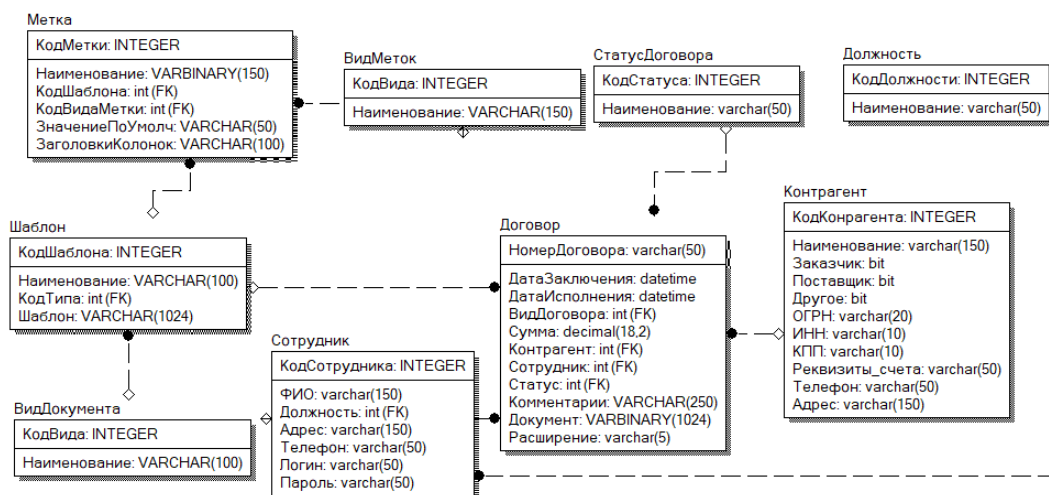 Метка
КодМетки: INTEGER
Наименование: VARBINARY(150)
КодШаблона: int (FK)
КодВидаМетки: int (FK)
ЗначениеПоУмолч: VARCHAR(50)
ЗаголовкиКолонок: VARCHAR(100)
ВидМеток
КодВида: INTEGER
Наименование: VARCHAR(150)
СтатусДоговора
КодСтатуса: INTEGER
Наименование: varchar(50)
Должность
КодДолжности: INTEGER
Наименование: varchar(50)
Шаблон
КодШаблона: INTEGER
Наименование: VARCHAR(100)
КодТипа: int (FK)
Шаблон: VARCHAR(1024)
Договор
НомерДоговора: varchar(50)
ДатаЗаключения: datetime
ДатаИсполнения: datetime
ВидДоговора: int (FK)
Сумма: decimal(18,2)
Контрагент: int (FK)
Сотрудник: int (FK)
Статус: int (FK)
Комментарии: VARCHAR(250)
Документ: VARBINARY(1024)
Расширение: varchar(5)
Контрагент
КодКонрагента: INTEGER
Наименование: varchar(150)
Заказчик: bit
Поставщик: bit
Другое: bit
ОГРН: varchar(20)
ИНН: varchar(10)
КПП: varchar(10)
Реквизиты_счета: varchar(50)
Телефон: varchar(50)
Адрес: varchar(150)
Сотрудник
КодСотрудника: INTEGER
ФИО: varchar(150)
Должность: int (FK)
Адрес: varchar(150)
Телефон: varchar(50)
Логин: varchar(50)
Пароль: varchar(50)
ВидДокумента
КодВида: INTEGER
Наименование: VARCHAR(100)